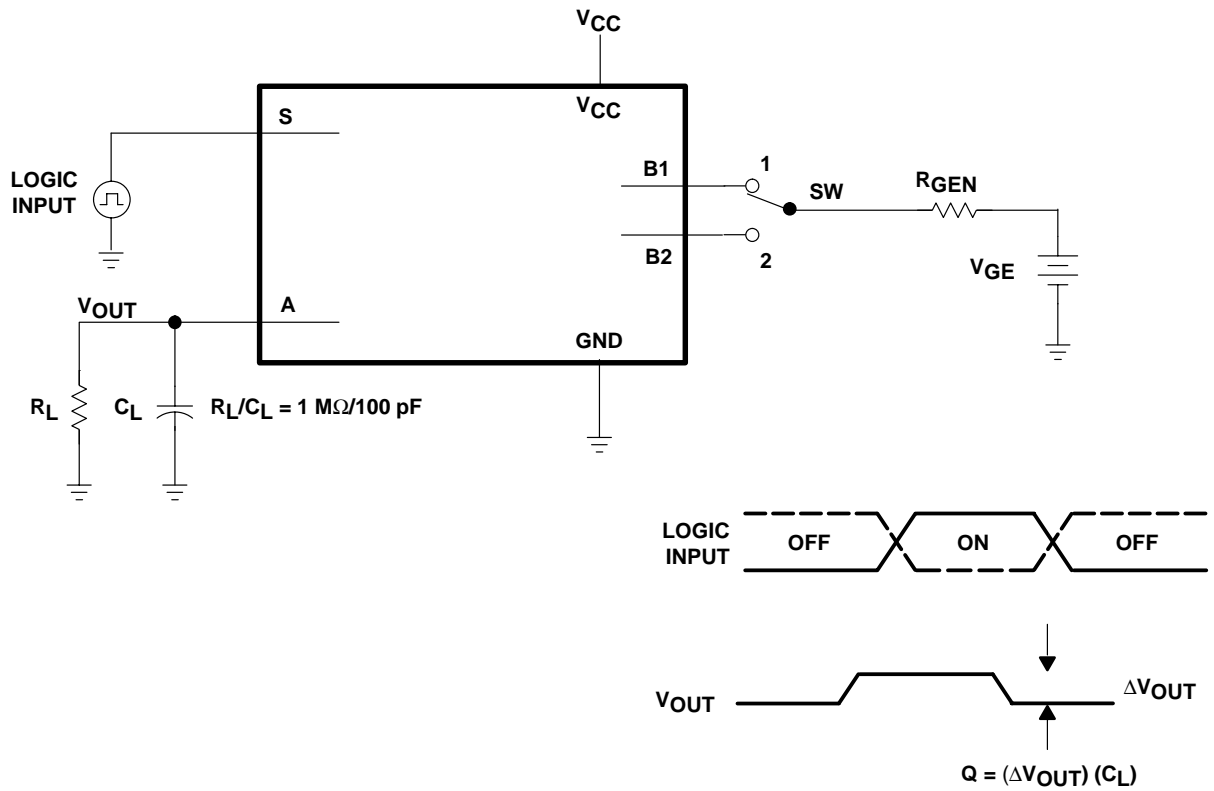 VCC
VCC
S
LOGIC
INPUT
B1
1
SW
RGEN
B2
2
VGE
VOUT
A
GND
RL
CL
RL/CL = 1 MΩ/100 pF
LOGIC
INPUT
OFF
ON
OFF
VOUT
ΔVOUT
Q = (ΔVOUT) (CL)